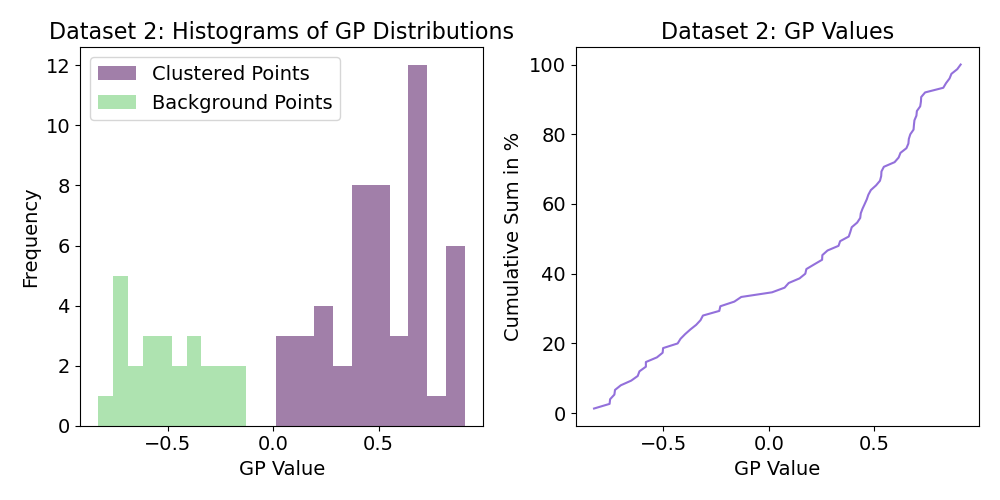 Dataset 2: Histograms of GP Distributions
Clustered Points
Background Points
Frequency
12
10
8
6
4
2
0
−0.5
0.0
0.5
GP Value
Dataset 2: GP Values
Cumulative Sum in %
100
80
60
40
20
0
−0.5
0.0
0.5
GP Value